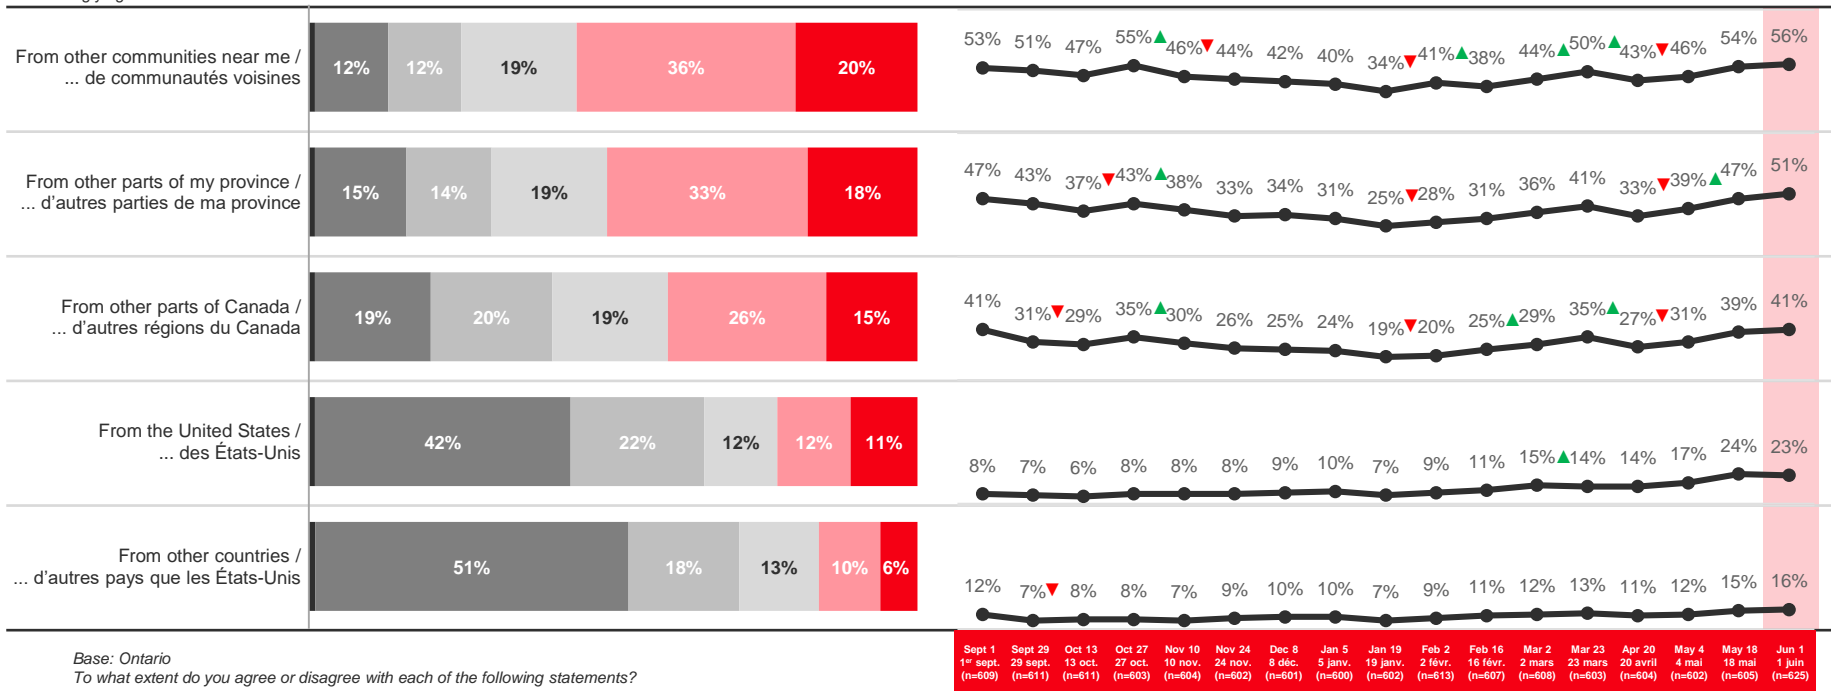 From other communities near me /
... de communautés voisines
12% 12% 19% 36% 20%
53% 51% 47% 55% 46% 44% 42% 40% 34% 41% 38% 44% 50% 43% 46% 54% 56%
From other parts of my province /
... d'autres parties de ma province
15% 14% 19% 33% 18%
47% 43% 37% 43% 38% 33% 34% 31% 25% 28% 31% 36% 41% 33% 39% 47% 51%
From other parts of Canada /
... d'autres régions du Canada
19% 20% 19% 26% 15%
41% 31% 29% 35% 30% 26% 25% 24% 19% 20% 25% 29% 35% 27% 31% 39% 41%
From the United States /
... des États-Unis
42% 22% 12% 12% 11%
8% 7% 6% 8% 8% 8% 9% 10% 7% 9% 11% 15% 14% 14% 17% 24% 23%
From other countries /
... d'autres pays que les États-Unis
51% 18% 13% 10% 6%
12% 7% 8% 8% 7% 9% 10% 10% 7% 9% 11% 12% 13% 11% 12% 15% 16%
Sept 1 Sept 29 Oct 13 Oct 27 Nov 10 Nov 24 Dec 8 Jan 5 Jan 19 Feb 2 Feb 16 Mar 2 Mar 23 Apr 20 May 4 May 18 Jun 1
1er sept. 29 sept. 13 oct. 27 oct. 10 nov. 24 nov. 8 déc. 5 janv. 19 janv. 2 févr. 16 févr. 2 mars 23 mars 20 avril 4 mai 18 mai 1 juin
(n=609) (n=611) (n=611) (n=603) (n=604) (n=602) (n=601) (n=600) (n=602) (n=613) (n=607) (n=608) (n=603) (n=604) (n=602) (n=605) (n=625)
Base: Ontario
To what extent do you agree or disagree with each of the following statements?